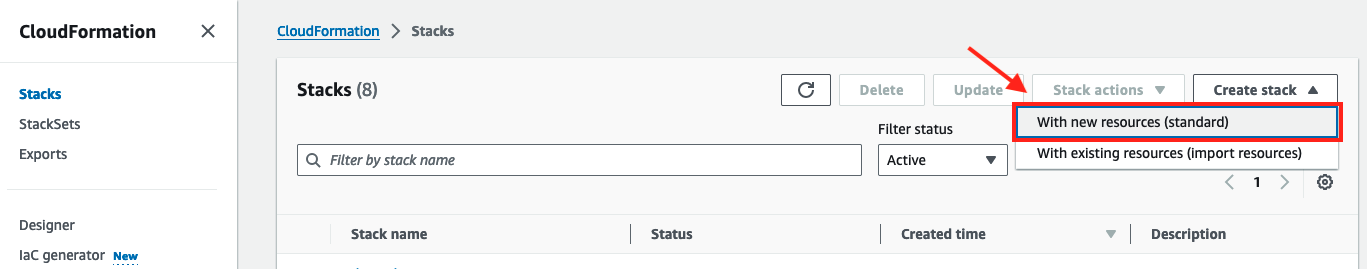 CloudFormation
CloudFormation > Stacks
Stacks
StackSets
Exports
Designer
IaC generator New
Stacks (8)
Delete
Update
Stack actions
Create stack
With new resources (standard)
With existing resources (import resources)
Filter status
Filter by stack name
Active
1
Stack name
Status
Created time
Description